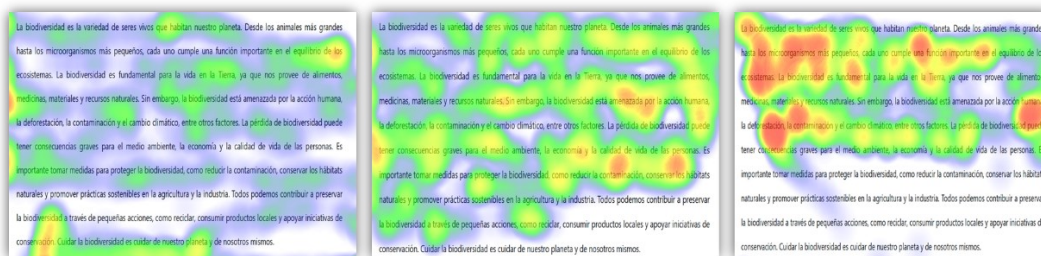 La biodiversidad es la variedad de seres vivos que habitan nuestro planeta. Desde los animales más grandes
hasta los microorganismos más pequeños, cada uno cumple una función importante en el equilibrio de los
ecosistemas. La biodiversidad es fundamental para la vida en la Tierra, ya que nos provee de alimentos,
medicinas, materiales y recursos naturales. Sin embargo, la biodiversidad está amenazada por la acción humana,
la deforestación, la contaminación y el cambio climático, entre otros factores. La pérdida de biodiversidad puede
tener consecuencias graves para el medio ambiente, la economía y la calidad de vida de las personas. Es
importante tomar medidas para proteger la biodiversidad, como reducir la contaminación, conservar los hábitats
naturales y promover prácticas sostenibles en la agricultura y la industria. Todos podemos contribuir a preservar
la biodiversidad a través de pequeñas acciones, como reciclar, consumir productos locales y apoyar iniciativas de
conservación. Cuidar la biodiversidad es cuidar de nuestro planeta y de nosotros mismos.
La biodiversidad es la variedad de seres vivos que habitan nuestro planeta. Desde los animales más grandes
hasta los microorganismos más pequeños, cada uno cumple una función importante en el equilibrio de los
ecosistemas. La biodiversidad es fundamental para la vida en la Tierra, ya que nos provee de alimentos,
medicinas, materiales y recursos naturales. Sin embargo, la biodiversidad está amenazada por la acción humana,
la deforestación, la contaminación y el cambio climático, entre otros factores. La pérdida de biodiversidad puede
tener consecuencias graves para el medio ambiente, la economía y la calidad de vida de las personas. Es
importante tomar medidas para proteger la biodiversidad, como reducir la contaminación, conservar los hábitats
naturales y promover prácticas sostenibles en la agricultura y la industria. Todos podemos contribuir a preservar
la biodiversidad a través de pequeñas acciones, como reciclar, consumir productos locales y apoyar iniciativas de
conservación. Cuidar la biodiversidad es cuidar de nuestro planeta y de nosotros mismos.
La biodiversidad es la variedad de seres vivos que habitan nuestro planeta. Desde los animales más grande
hasta los microorganismos más pequeños, cada uno cumple una función importante en el equilibrio de lo
ecosistemas. La biodiversidad es fundamental para la vida en la Tierra, ya que nos provee de alimento
medicinas, materiales y recursos naturales. Sin embargo, la biodiversidad está amenazada por la acción humana
la deforestación, la contaminación y el cambio climático, entre otros factores. La pérdida de biodiversidad pued
tener consecuencias graves para el medio ambiente, la economía y la calidad de vida de las personas. E
importante tomar medidas para proteger la biodiversidad, como reducir la contaminación, conservar los hábitat
naturales y promover prácticas sostenibles en la agricultura y la industria. Todos podemos contribuir a preserva
la biodiversidad a través de pequeñas acciones, como reciclar, consumir productos locales y apoyar iniciativas d
conservación. Cuidar la biodiversidad es cuidar de nuestro planeta y de nosotros mismos.